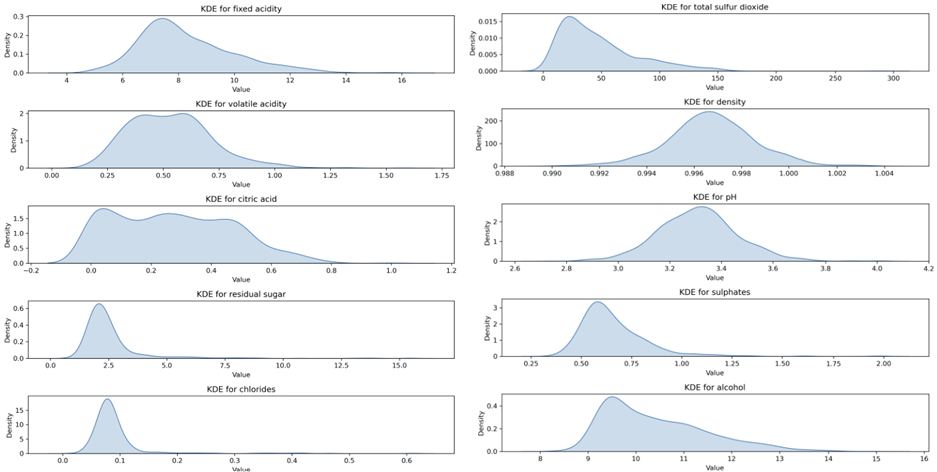 KDE for fixed acidity
0.3
0.2
0.1
0.0
Density
4 6 8 10 12 14 16
Value
KDE for volatile acidity
2
1
0
Density
0.00 0.25 0.50 0.75 1.00 1.25 1.50 1.75
Value
KDE for citric acid
1.5
1.0
0.5
0.0
Density
−0.2 0.0 0.2 0.4 0.6 0.8 1.0 1.2
Value
KDE for residual sugar
0.6
0.4
0.2
0.0
Density
0.0 2.5 5.0 7.5 10.0 12.5 15.0
Value
KDE for chlorides
15
10
5
0
Density
0.0 0.1 0.2 0.3 0.4 0.5 0.6
Value
KDE for total sulfur dioxide
0.015
0.010
0.005
0.000
Density
0 50 100 150 200 250 300
Value
KDE for density
200
100
0
Density
0.988 0.990 0.992 0.994 0.996 0.998 1.000 1.002 1.004
Value
KDE for pH
2
1
0
Density
2.6 2.8 3.0 3.2 3.4 3.6 3.8 4.0 4.2
Value
KDE for sulphates
3
2
1
0
Density
0.25 0.50 0.75 1.00 1.25 1.50 1.75 2.00
Value
KDE for alcohol
0.4
0.2
0.0
Density
8 9 10 11 12 13 14 15 16
Value